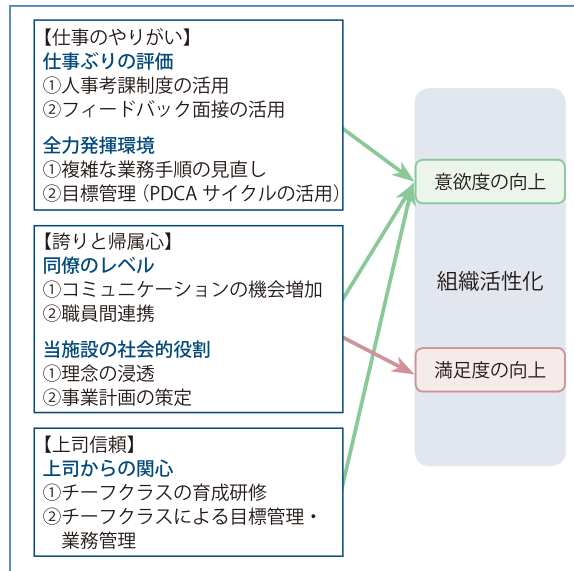 【仕事のやりがい】
仕事ぶりの評価
①人事考課制度の活用
②フィードバック面接の活用
全力発揮環境
①複雑な業務手順の見直し
②目標管理（PDCA サイクルの活用）
【誇りと帰属心】
同僚のレベル
①コミュニケーションの機会増加
②職員間連携
当施設の社会的役割
①理念の浸透
②事業計画の策定
【上司信頼】
上司からの関心
①チーフクラスの育成研修
②チーフクラスによる目標管理・
業務管理
意欲度の向上
組織活性化
満足度の向上